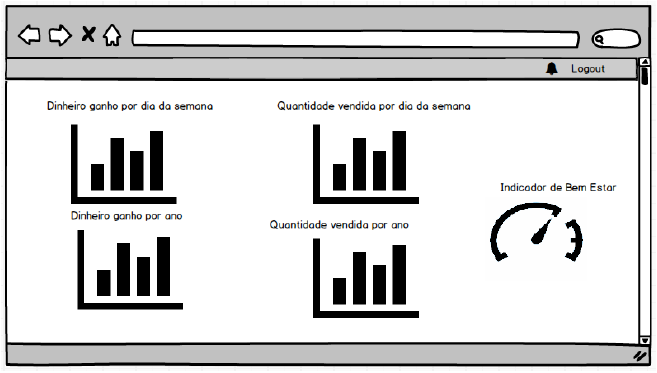 Logout
Dinheiro ganho por dia da semana
Quantidade vendida por dia da semana
Indicador de Bem Estar
Dinheiro ganho por ano
Quantidade vendida por ano